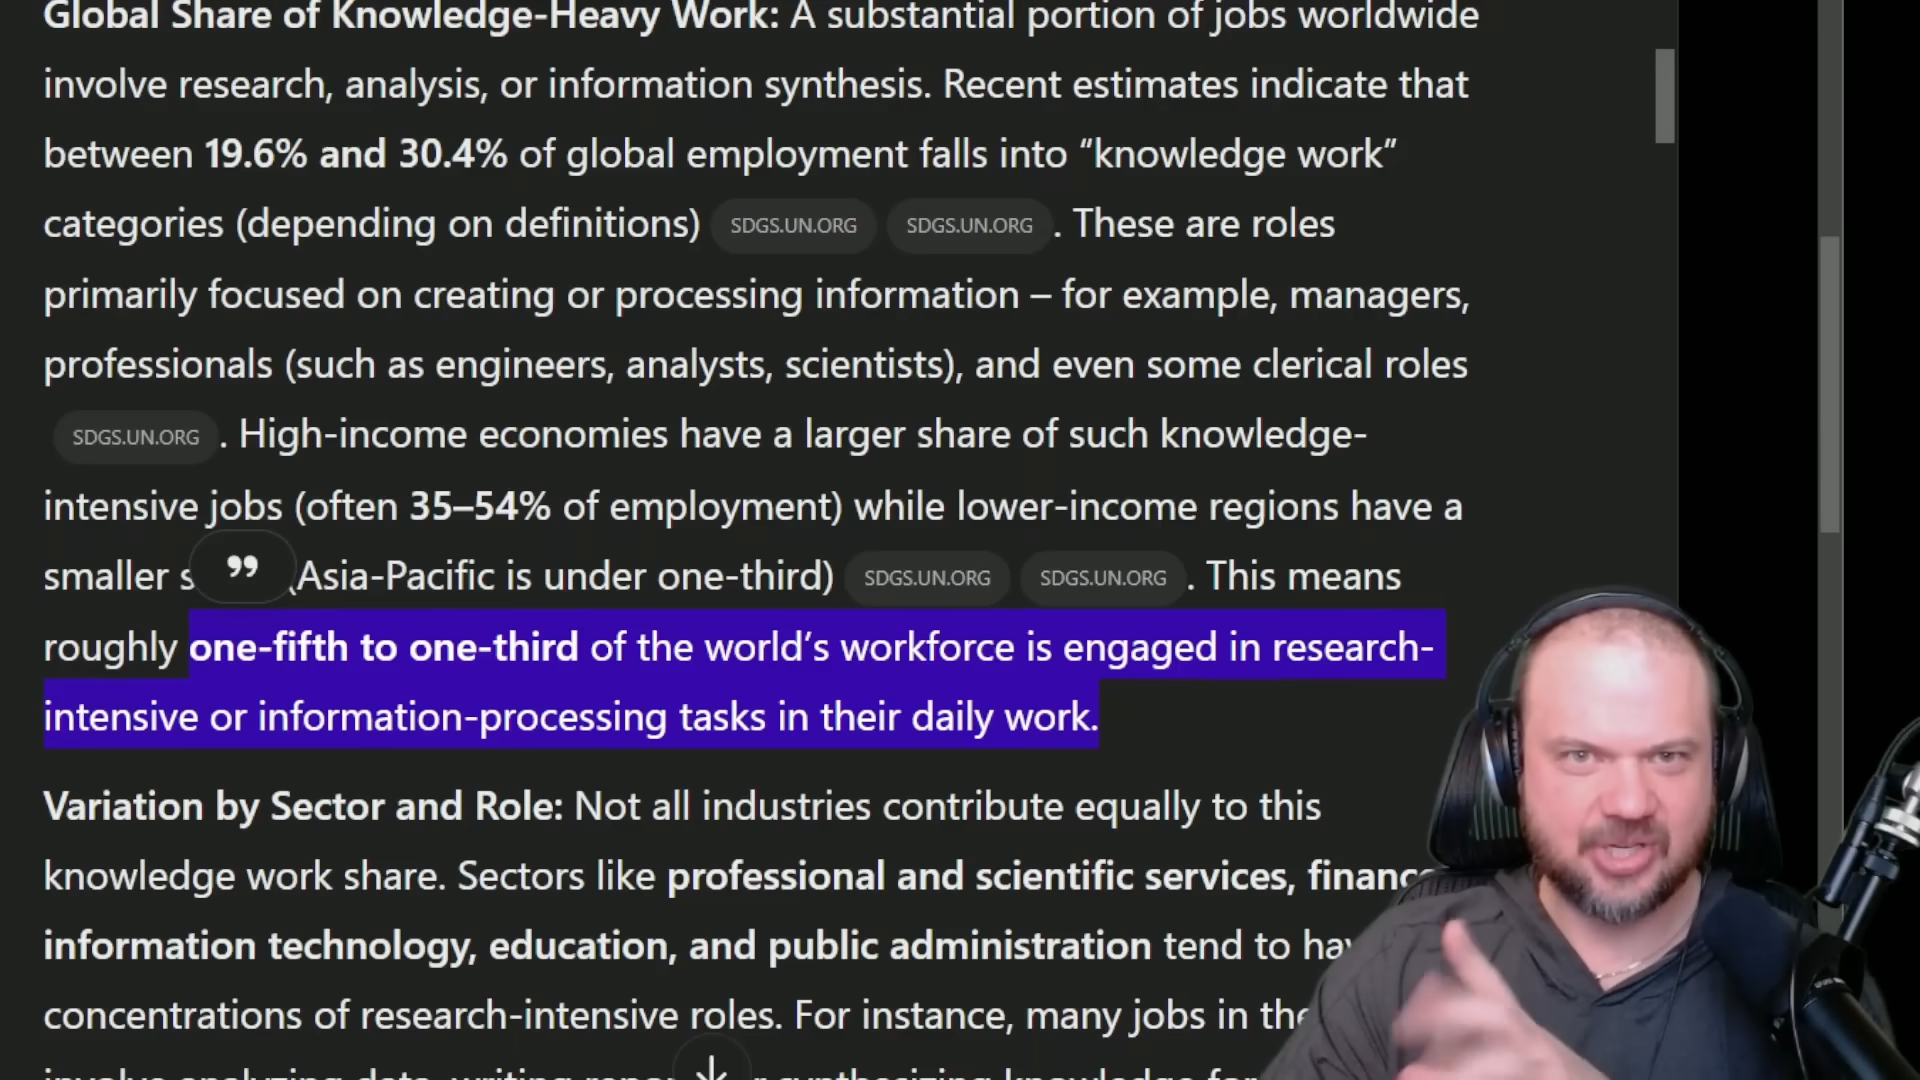 Global Share of Knowledge-Heavy Work: A substantial portion of jobs worldwide
involve research, analysis, or information synthesis. Recent estimates indicate that
between 19.6% and 30.4% of global employment falls into “knowledge work”
categories (depending on definitions) SDGS.UN.ORG SDGS.UN.ORG . These are roles
primarily focused on creating or processing information – for example, managers,
professionals (such as engineers, analysts, scientists), and even some clerical roles
SDGS.UN.ORG . High-income economies have a larger share of such knowledge-
intensive jobs (often 35–54% of employment) while lower-income regions have a
smaller (Asia-Pacific is under one-third) SDGS.UN.ORG SDGS.UN.ORG . This means
roughly one-fifth to one-third of the world’s workforce is engaged in research-
intensive or information-processing tasks in their daily work.
Variation by Sector and Role: Not all industries contribute equally to this
knowledge work share. Sectors like professional and scientific services, finance
information technology, education, and public administration tend to
concentrations of research-intensive roles. For instance, many jobs in
involve analyzing data, writing synthesizing knowledge for